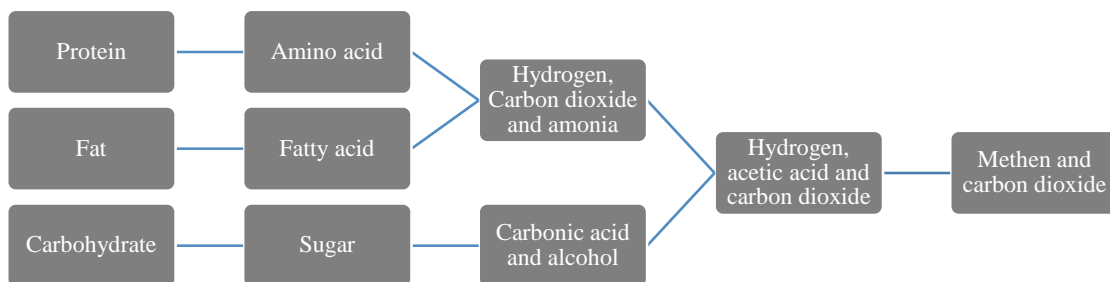 Protein
Amino acid
Hydrogen,
Carbon dioxide
and amonia
Fat
Fatty acid
Hydrogen,
acetic acid and
carbon dioxide
Methen and
carbon dioxide
Carbohydrate
Sugar
Carbonic acid
and alcohol